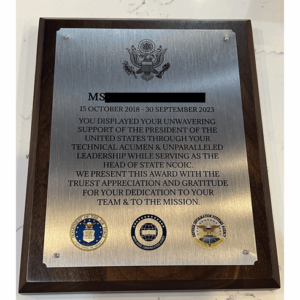 MS
15 OCTOBER 2018 - 30 SEPTEMBER 2023
YOU DISPLAYED YOUR UNWAVERING
SUPPORT OF THE PRESIDENT OF THE
UNITED STATES THROUGH YOUR
TECHNICAL ACUMEN & UNPARALLELED
LEADERSHIP WHILE SERVING AS THE
HEAD OF STATE NCOIC.
WE PRESENT THIS AWARD WITH THE
TRUEST APPRECIATION AND GRATITUDE
FOR YOUR DEDICATION TO YOUR
TEAM & TO THE MISSION.